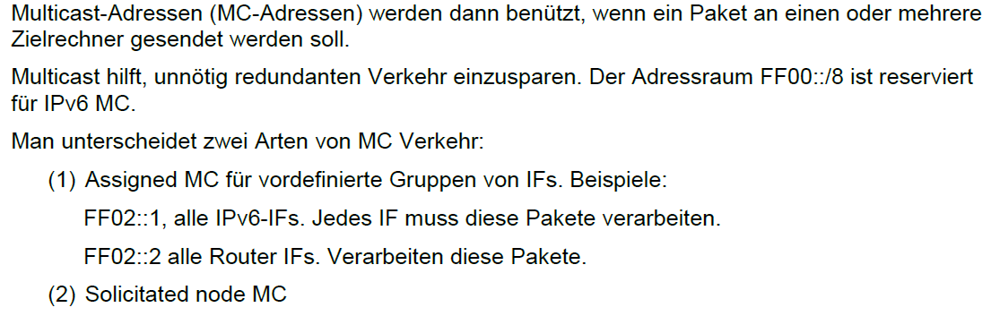 Multicast-Adressen (MC-Adressen) werden dann benützt, wenn ein Paket an einen oder mehrere
Zielrechner gesendet werden soll.
Multicast hilft, unnötig redundanten Verkehr einzusparen. Der Adressraum FF00::/8 ist reserviert
für IPv6 MC.
Man unterscheidet zwei Arten von MC Verkehr:
(1) Assigned MC für vordefinierte Gruppen von IFs. Beispiele:
FF02::1, alle IPv6-IFs. Jedes IF muss diese Pakete verarbeiten.
FF02::2 alle Router IFs. Verarbeiten diese Pakete.
(2) Solicitated node MC